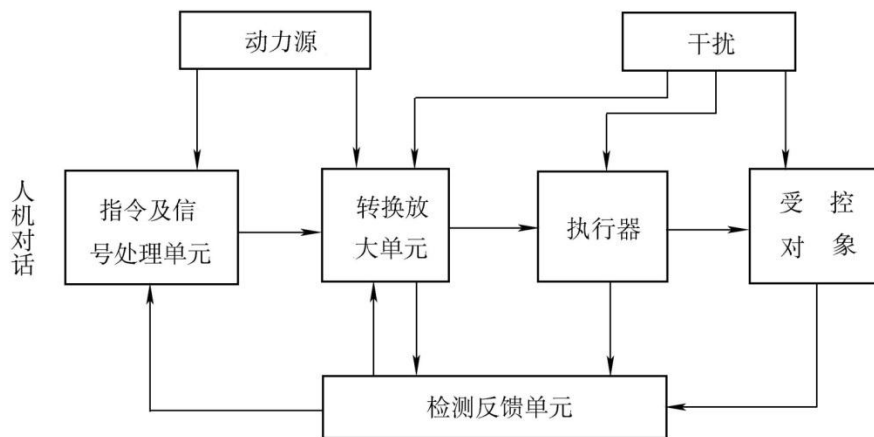 动力源
干扰
人机对话
指令及信
号处理单元
转换放
大单元
执行器
受 控
对 象
检测反馈单元